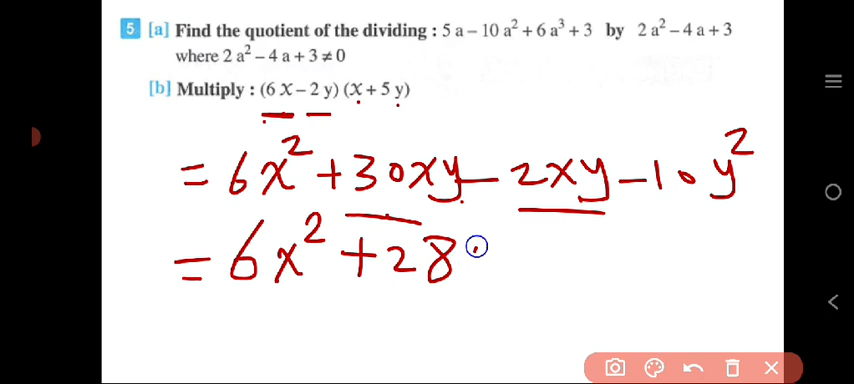 5 [a] Find the quotient of the dividing : 5 a – 10 a² + 6 a³ + 3 by 2 a² – 4 a + 3
where 2 a² – 4 a + 3 ≠ 0
[b] Multiply : (6 X – 2 y) (X + 5 y)
= 6x² + 30xy – 2xy – 10y²
= 6x² + 28